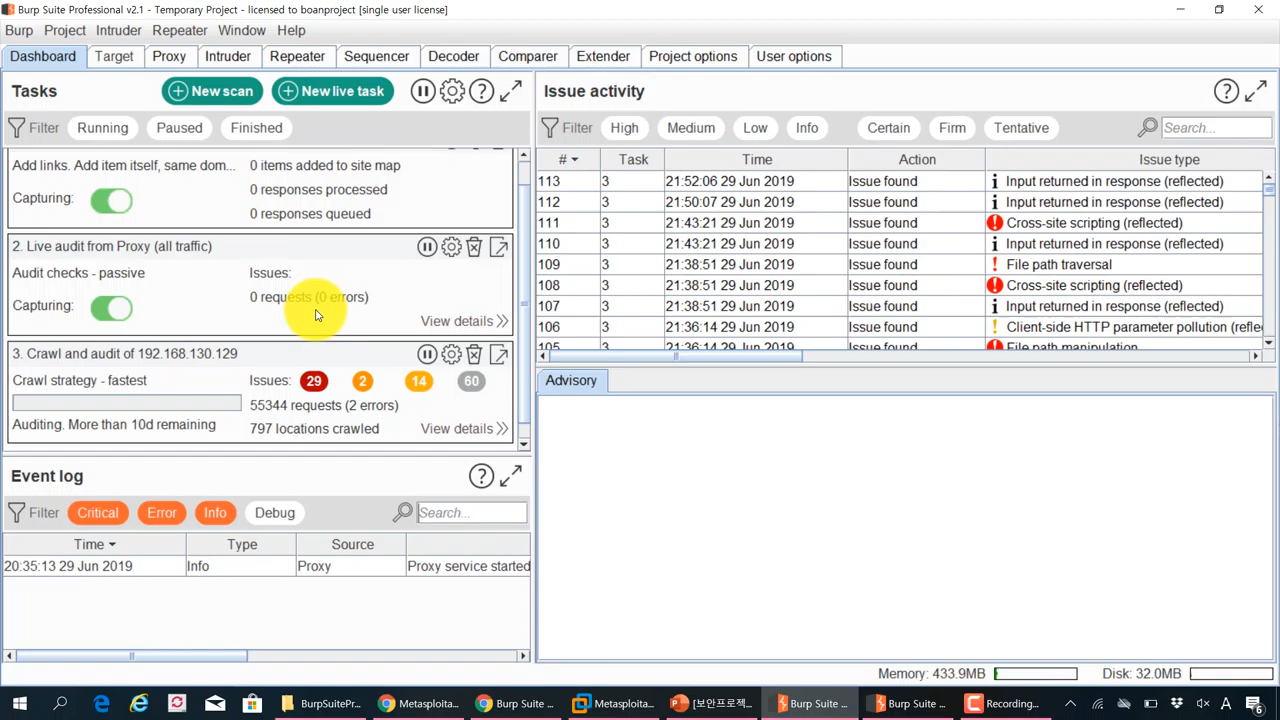 Burp Suite Professional v2.1 - Temporary Project - licensed to boanproject [single user license]
Burp Project Intruder Repeater Window Help
Dashboard Target Proxy Intruder Repeater Sequencer Decoder Comparer Extender Project options User options
Tasks
New scan
New live task
Filter Running Paused Finished
Add links. Add item itself, same dom...
0 items added to site map
0 responses processed
Capturing:
0 responses queued
2. Live audit from Proxy (all traffic)
Audit checks - passive
Issues:
Capturing:
0 requests (0 errors)
View details
3. Crawl and audit of 192.168.130.129
Crawl strategy - fastest
Issues: 29 2 14 60
55344 requests (2 errors)
Auditing. More than 10d remaining
797 locations crawled
View details
Event log
Filter Critical Error Info Debug Search...
Time Type Source
20:35:13 29 Jun 2019 Info Proxy Proxy service started
Issue activity
Filter High Medium Low Info Certain Firm Tentative Search...
# Task Time Action Issue type
113 3 21:52:06 29 Jun 2019 Issue found Input returned in response (reflected)
112 3 21:50:07 29 Jun 2019 Issue found Input returned in response (reflected)
111 3 21:43:21 29 Jun 2019 Issue found Cross-site scripting (reflected)
110 3 21:43:21 29 Jun 2019 Issue found Input returned in response (reflected)
109 3 21:38:51 29 Jun 2019 Issue found File path traversal
108 3 21:38:51 29 Jun 2019 Issue found Cross-site scripting (reflected)
107 3 21:38:51 29 Jun 2019 Issue found Input returned in response (reflected)
106 3 21:36:14 29 Jun 2019 Issue found Client-side HTTP parameter pollution (refle
105 3 21:36:14 29 Jun 2019 Issue found File path manipulation
Advisory
Memory: 433.9MB Disk: 32.0MB
BurpSuitePr... Metasploita... Burp Suite ... Metasploita... [보안프로젝... Burp Suite ... Burp Suite ... Recording... A 6